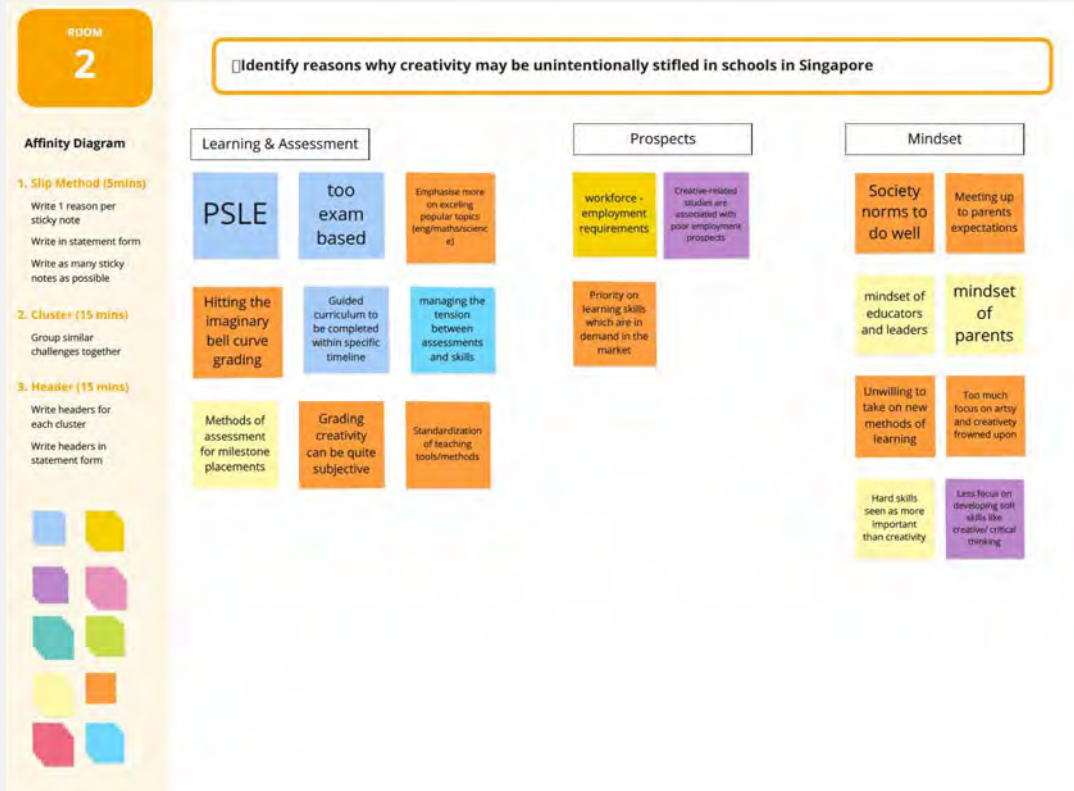 ROOM
2
▯Identify reasons why creativity may be unintentionally stifled in schools in Singapore
Affinity Diagram
1. Slip Method (5mins)
Write 1 reason per
sticky note
Write in statement form
Write as many sticky
notes as possible
2. Cluster (15 mins)
Group similar
challenges together
3. Header (15 mins)
Write headers for
each cluster
Write headers in
statement form
Learning & Assessment
PSLE
too
exam
based
Emphasise more
on exceling
popular topics
(eng/maths/scienc
e)
Hitting the
imaginary
bell curve
grading
Guided
curriculum to
be completed
within specific
timeline
managing the
tension
between
assessments
and skills
Methods of
assessment
for milestone
placements
Grading
creativity
can be quite
subjective
Standardization
of teaching
tools/methods
Prospects
workforce -
employment
requirements
Creative-related
studies are
associated with
poor employment
prospects
Priority on
learning skills
which are in
demand in the
market
Mindset
Society
norms to
do well
Meeting up
to parents
expectations
mindset of
educators
and leaders
mindset
of
parents
Unwilling to
take on new
methods of
learning
Too much
focus on artsy
and creativety
frowned upon
Hard skills
seen as more
important
than creativity
Less focus on
developing soft
skills like
creative/ critical
thinking